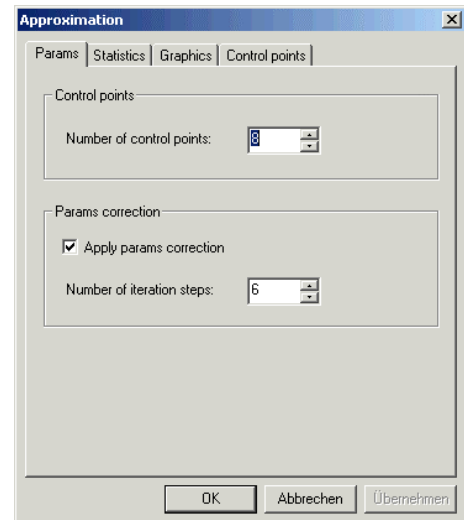 Approximation
Params Statistics Graphics Control points
Control points
Number of control points: 8
Params correction
Apply params correction
Number of iteration steps: 6
OK Abbrechen Übernehmen